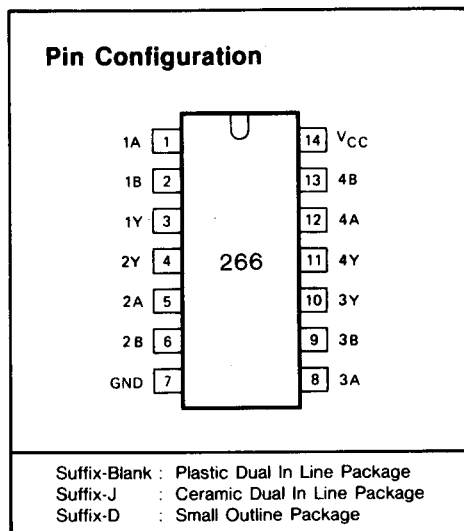 Pin Configuration
1A 1 14 VCC
1B 2 13 4B
1Y 3 12 4A
2Y 4 266 11 4Y
2A 5 10 3Y
2B 6 9 3B
GND 7 8 3A
Suffix-Blank : Plastic Dual In Line Package
Suffix-J : Ceramic Dual In Line Package
Suffix-D : Small Outline Package